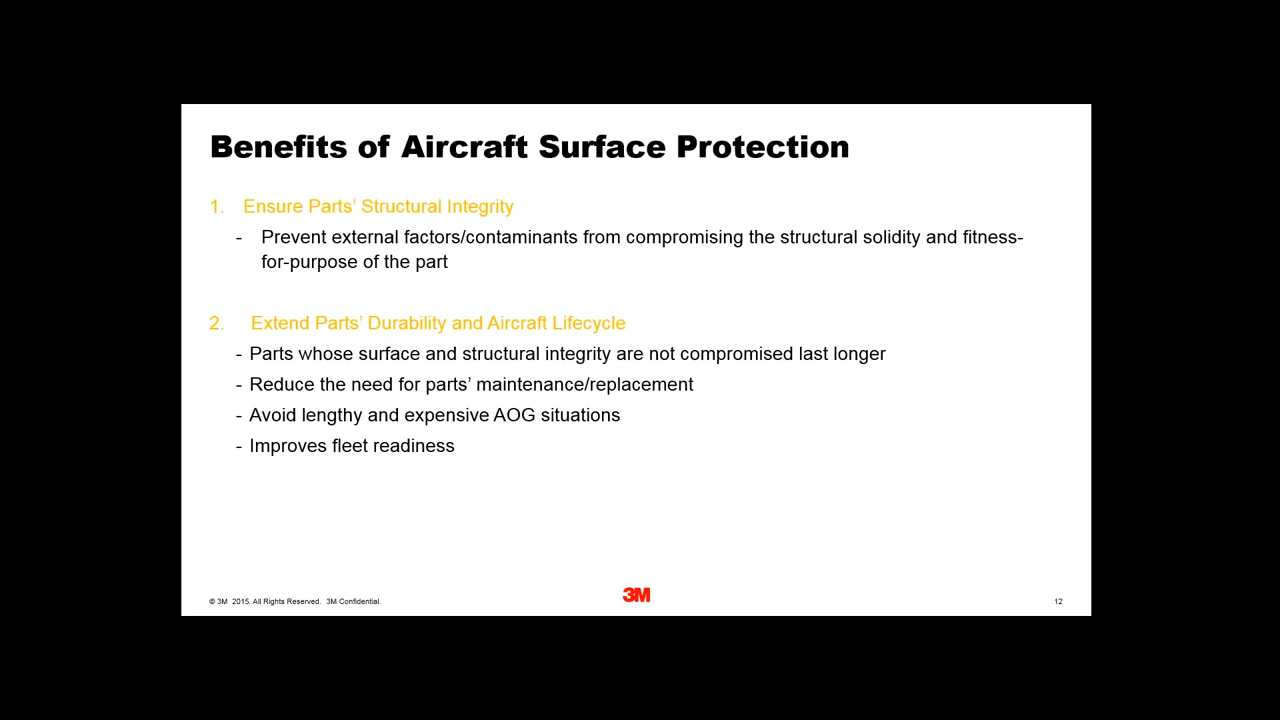 Benefits of Aircraft Surface Protection
1. Ensure Parts’ Structural Integrity
- Prevent external factors/contaminants from compromising the structural solidity and fitness-
for-purpose of the part
2. Extend Parts’ Durability and Aircraft Lifecycle
- Parts whose surface and structural integrity are not compromised last longer
- Reduce the need for parts’ maintenance/replacement
- Avoid lengthy and expensive AOG situations
- Improves fleet readiness
© 3M 2015. All Rights Reserved. 3M Confidential.
3M
12